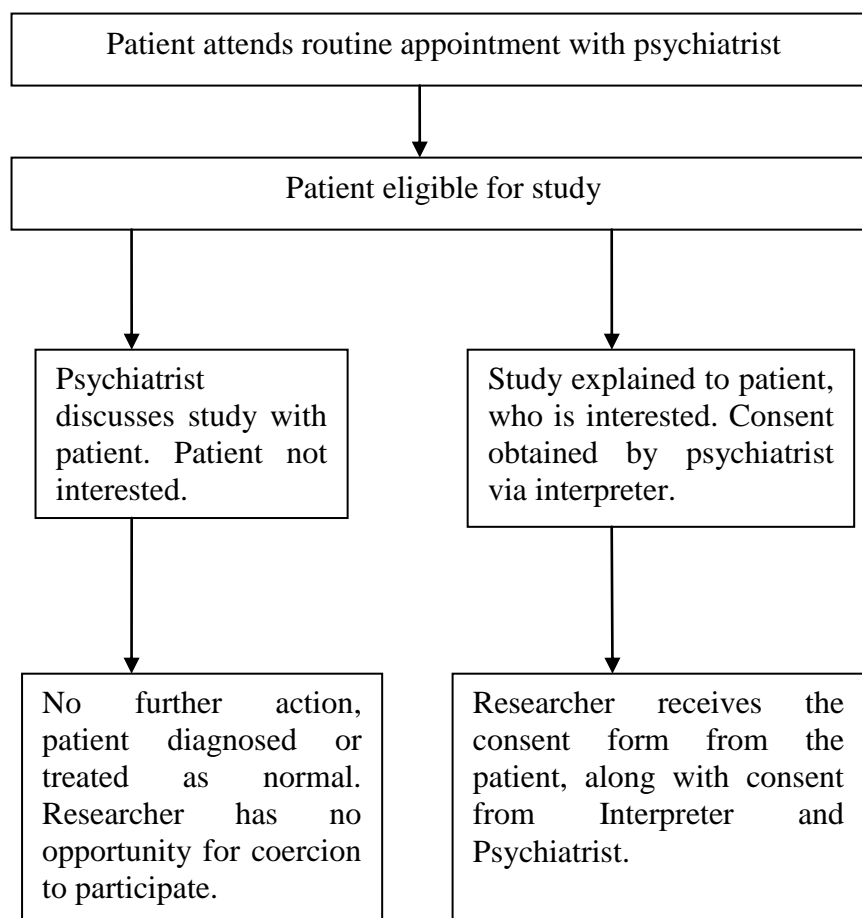 Patient attends routine appointment with psychiatrist
Patient eligible for study
Psychiatrist
discusses study with
patient. Patient not
interested.
Study explained to patient,
who is interested. Consent
obtained by psychiatrist
via interpreter.
No further action,
patient diagnosed or
treated as normal.
Researcher has no
opportunity for coercion
to participate.
Researcher receives the
consent form from the
patient, along with consent
from Interpreter and
Psychiatrist.